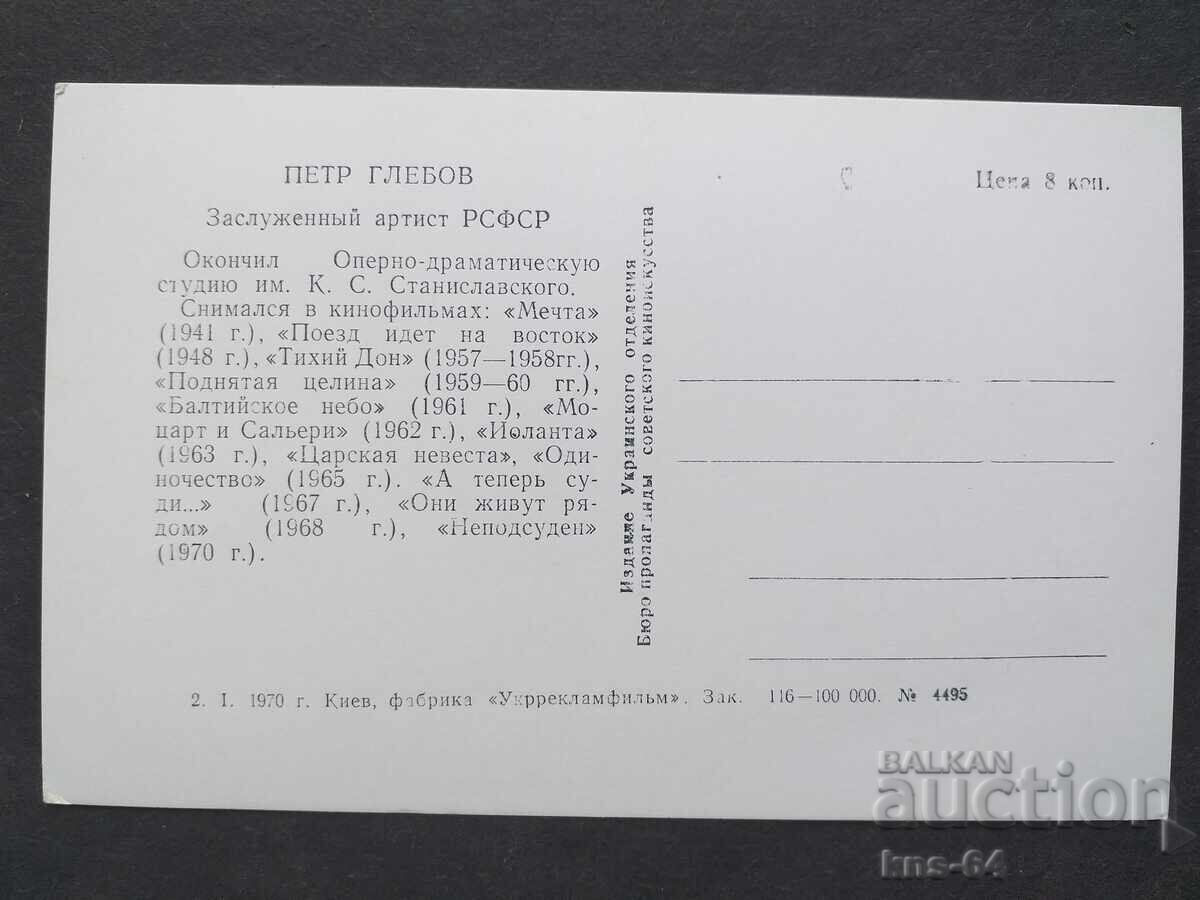 ПЕТР ГЛЕБОВ
Заслуженный артист РСФСР
Окончил Оперно-драматическую
студию им. К. С. Станиславского.
Снимался в кинофильмах: «Мечта»
(1941 г.), «Поезд идет на восток»
(1948 г.), «Тихий Дон» (1957—1958гг.),
«Поднятая целина» (1959—60 гг.),
«Балтийское небо» (1961 г.), «Мо-
царт и Сальери» (1962 г.), «Иоланта»
(1963 г.), «Царская невеста», «Оди-
ночество» (1965 г.). «А теперь су-
ди...» (1967 г.), «Они живут ря-
дом» (1968 г.), «Неподсуден»
(1970 г.).
Издание Украинского отделения
Бюро пропаганды советского киноискусства
Цена 8 коп.
2. I. 1970 г. Киев, фабрика «Укррекламфильм». Зак. 116—100 000. № 4495
BALKAN
auction
kns-64